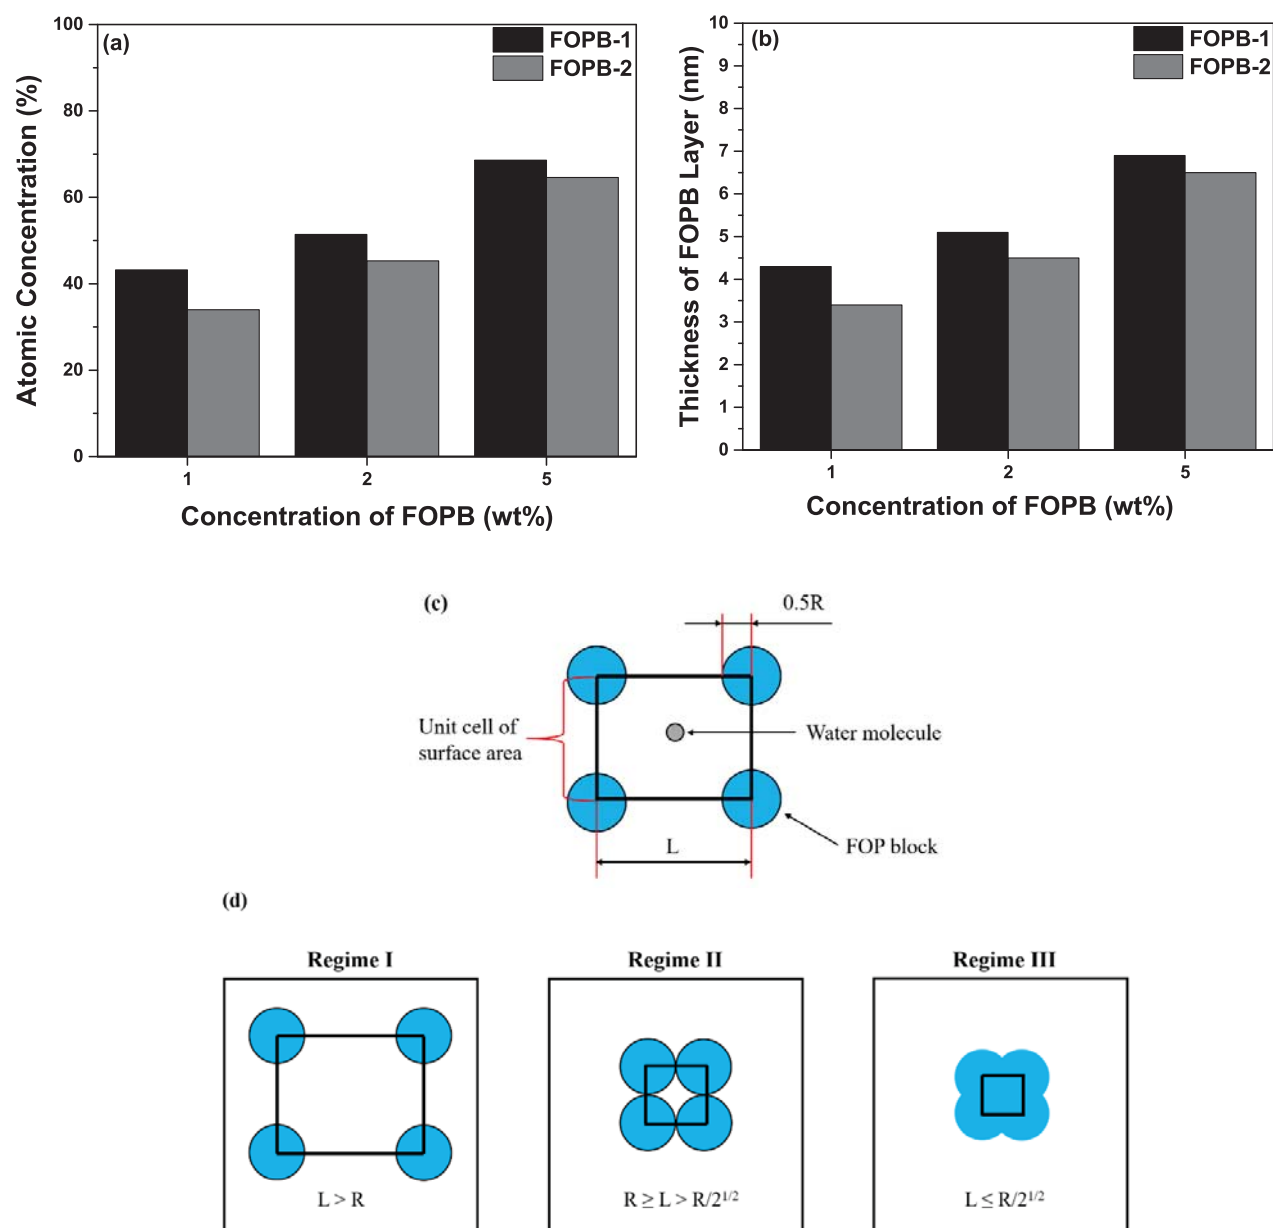 (a)
FOPB-1
FOPB-2
100
80
60
40
20
0
Atomic Concentration (%)
1
2
5
Concentration of FOPB (wt%)
(b)
FOPB-1
FOPB-2
10
9
8
7
6
5
4
3
2
1
0
Thickness of FOPB Layer (nm)
1
2
5
Concentration of FOPB (wt%)
(c)
0.5R
Unit cell of
surface area
Water molecule
L
FOP block
(d)
Regime I
Regime II
Regime III
L > R
R ≥ L > R/2^{1/2}
L ≤ R/2^{1/2}